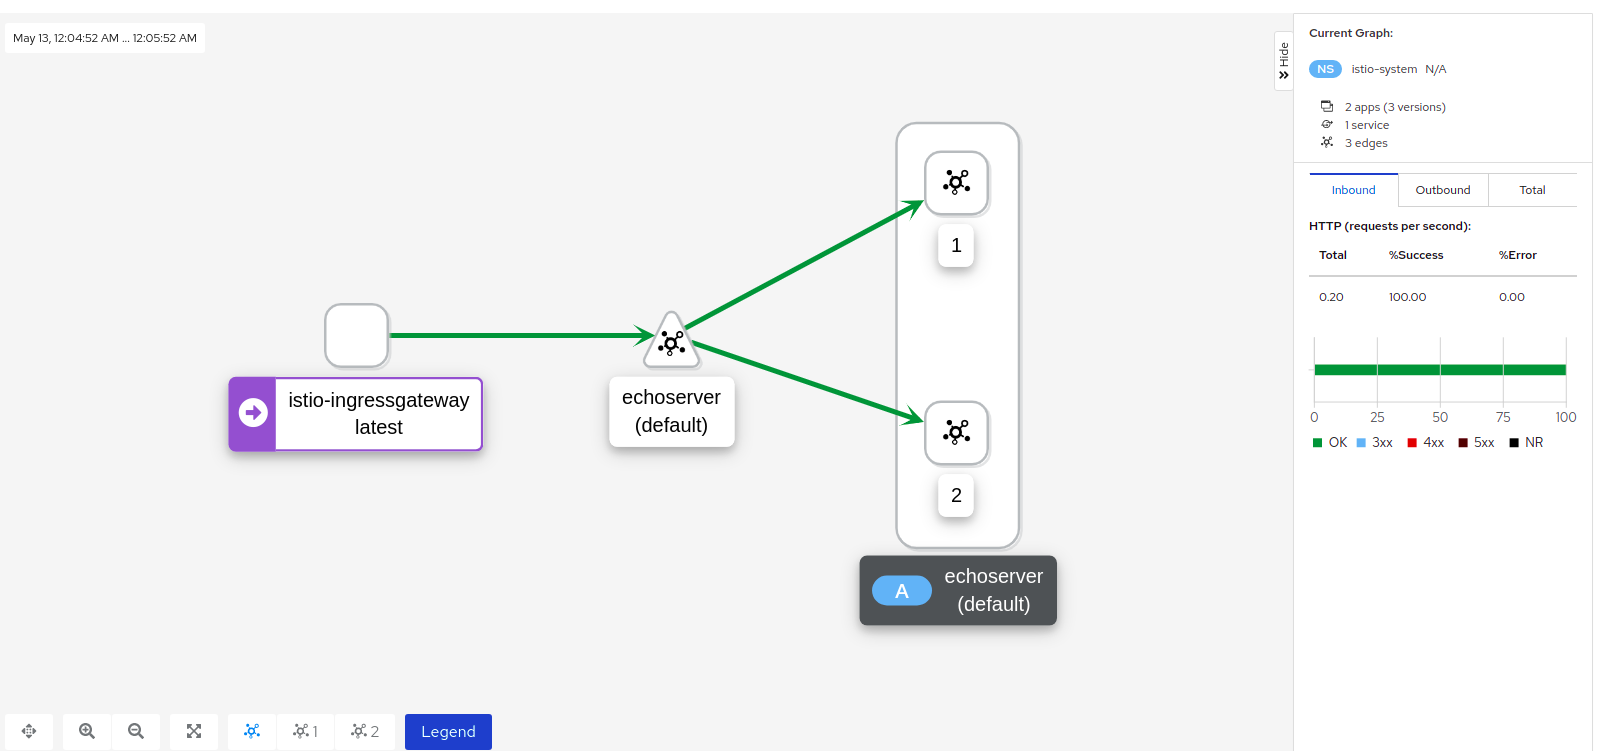 May 13, 12:04:52 AM ... 12:05:52 AM
Hide
Current Graph:
NS istio-system N/A
2 apps (3 versions)
1 service
3 edges
Inbound Outbound Total
HTTP (requests per second):
Total %Success %Error
0.20 100.00 0.00
0 25 50 75 100
OK 3xx 4xx 5xx NR
1
istio-ingressgateway
latest
echoserver
(default)
2
A
echoserver
(default)
1 2 Legend